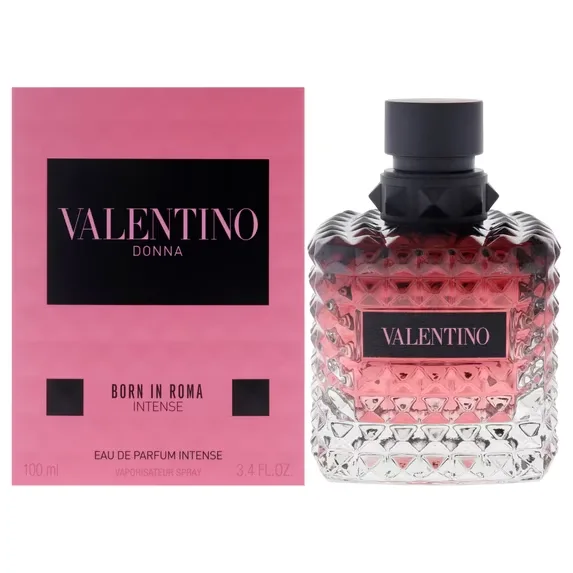 VALENTINO
DONNA
BORN IN ROMA
INTENSE
EAU DE PARFUM INTENSE
100 ml VAPORISATEUR SPRAY 3.4 FL.OZ
VALENTINO